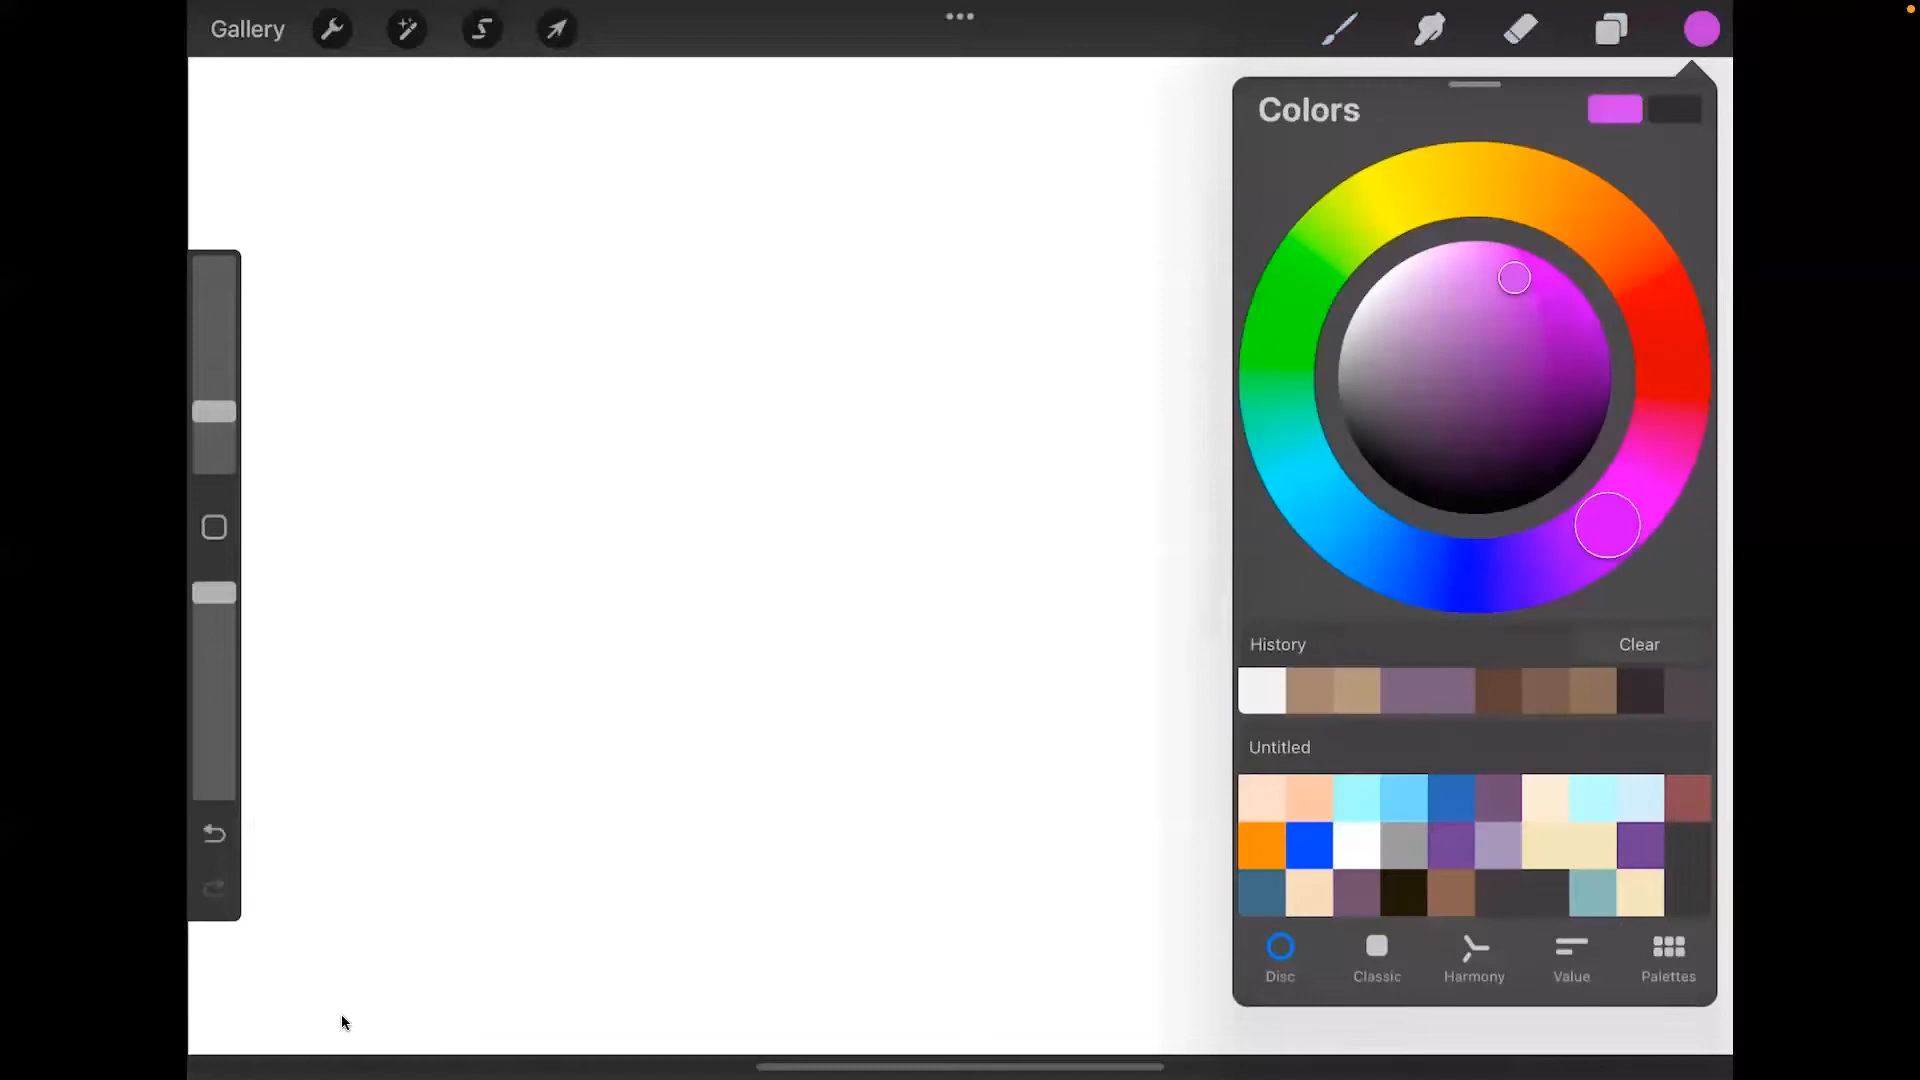 Gallery
Colors
History Clear
Untitled
Disc Classic Harmony Value Palettes